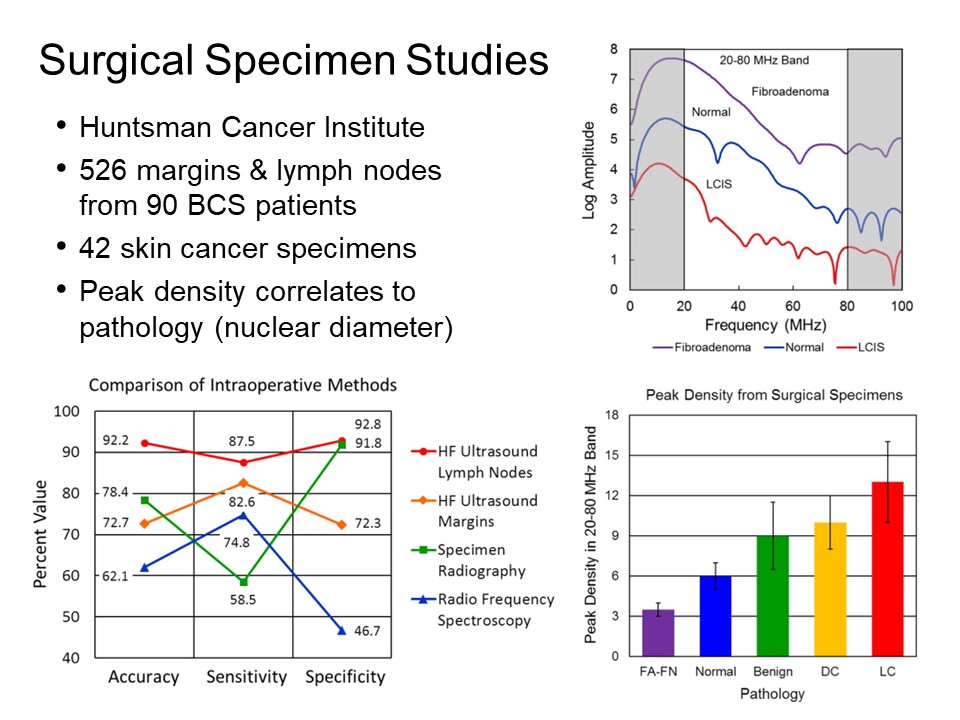 Surgical Specimen Studies
• Huntsman Cancer Institute
• 526 margins & lymph nodes
from 90 BCS patients
• 42 skin cancer specimens
• Peak density correlates to
pathology (nuclear diameter)
8
7
6
5
4
3
2
1
0
Log Amplitude
20-80 MHz Band
Fibroadenoma
Normal
LCIS
0 20 40 60 80 100
Frequency (MHz)
Fibroadenoma Normal LCIS
Comparison of Intraoperative Methods
100
90
80
70
60
50
40
Percent Value
92.2
78.4
72.7
62.1
87.5
82.6
74.8
58.5
92.8
91.8
72.3
46.7
Accuracy Sensitivity Specificity
HF Ultrasound
Lymph Nodes
HF Ultrasound
Margins
Specimen
Radiography
Radio Frequency
Spectroscopy
Peak Density from Surgical Specimens
18
15
12
9
6
3
0
Peak Density in 20-80 MHz Band
FA-FN Normal Benign DC LC
Pathology